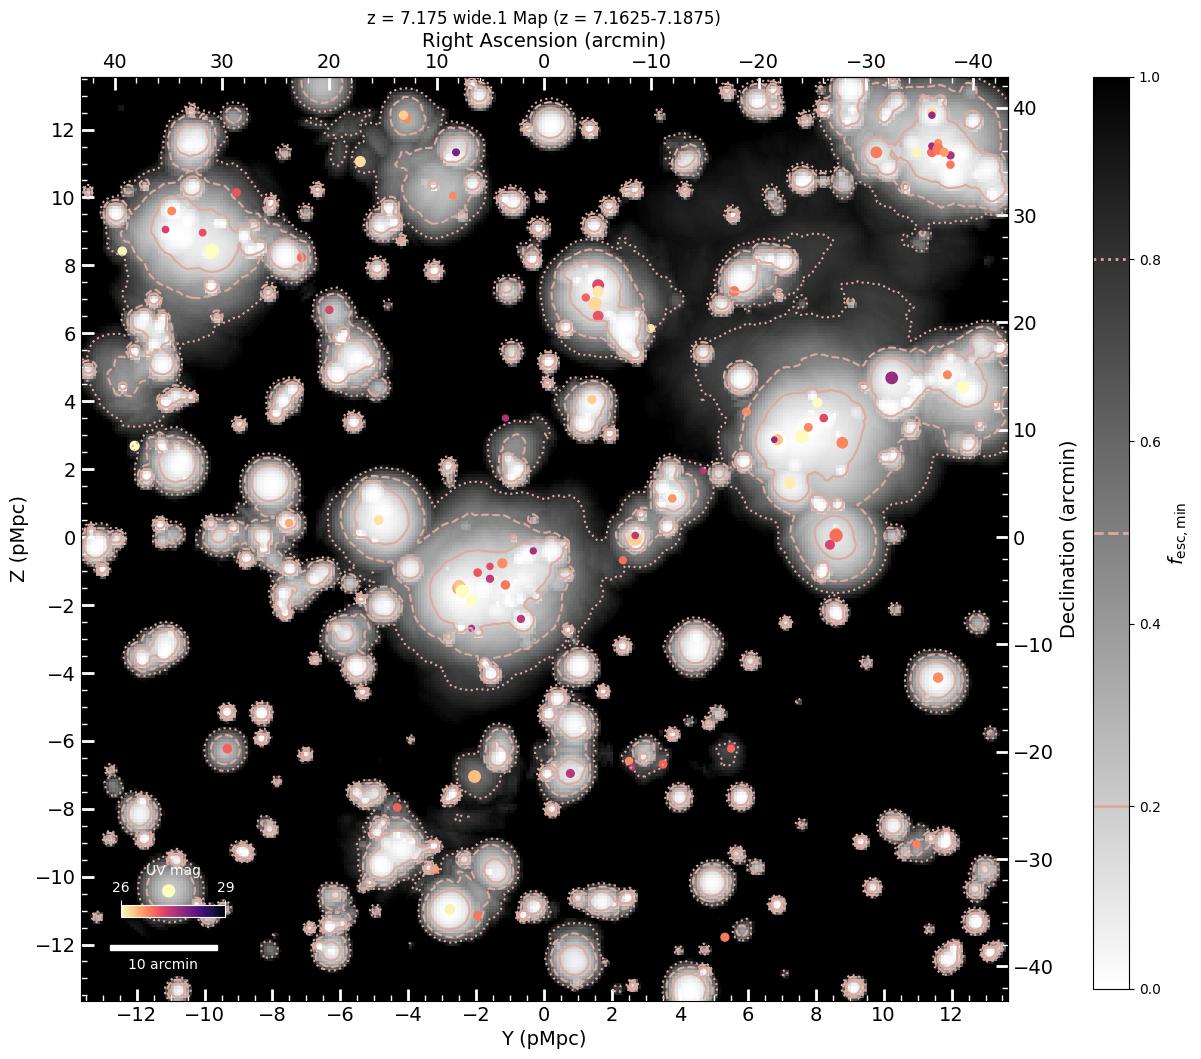 z = 7.175 wide.1 Map (z = 7.1625-7.1875)
Right Ascension (arcmin)
40 30 20 10 0 −10 −20 −30 −40
12
10
8
6
4
2
0
−2
−4
−6
−8
−10
−12
Z (pMpc)
40
30
20
10
0
−10
−20
−30
−40
Declination (arcmin)
UV mag
26 29
10 arcmin
−12 −10 −8 −6 −4 −2 0 2 4 6 8 10 12
Y (pMpc)
1.0
0.8
0.6
0.4
0.2
0.0
fesc,min